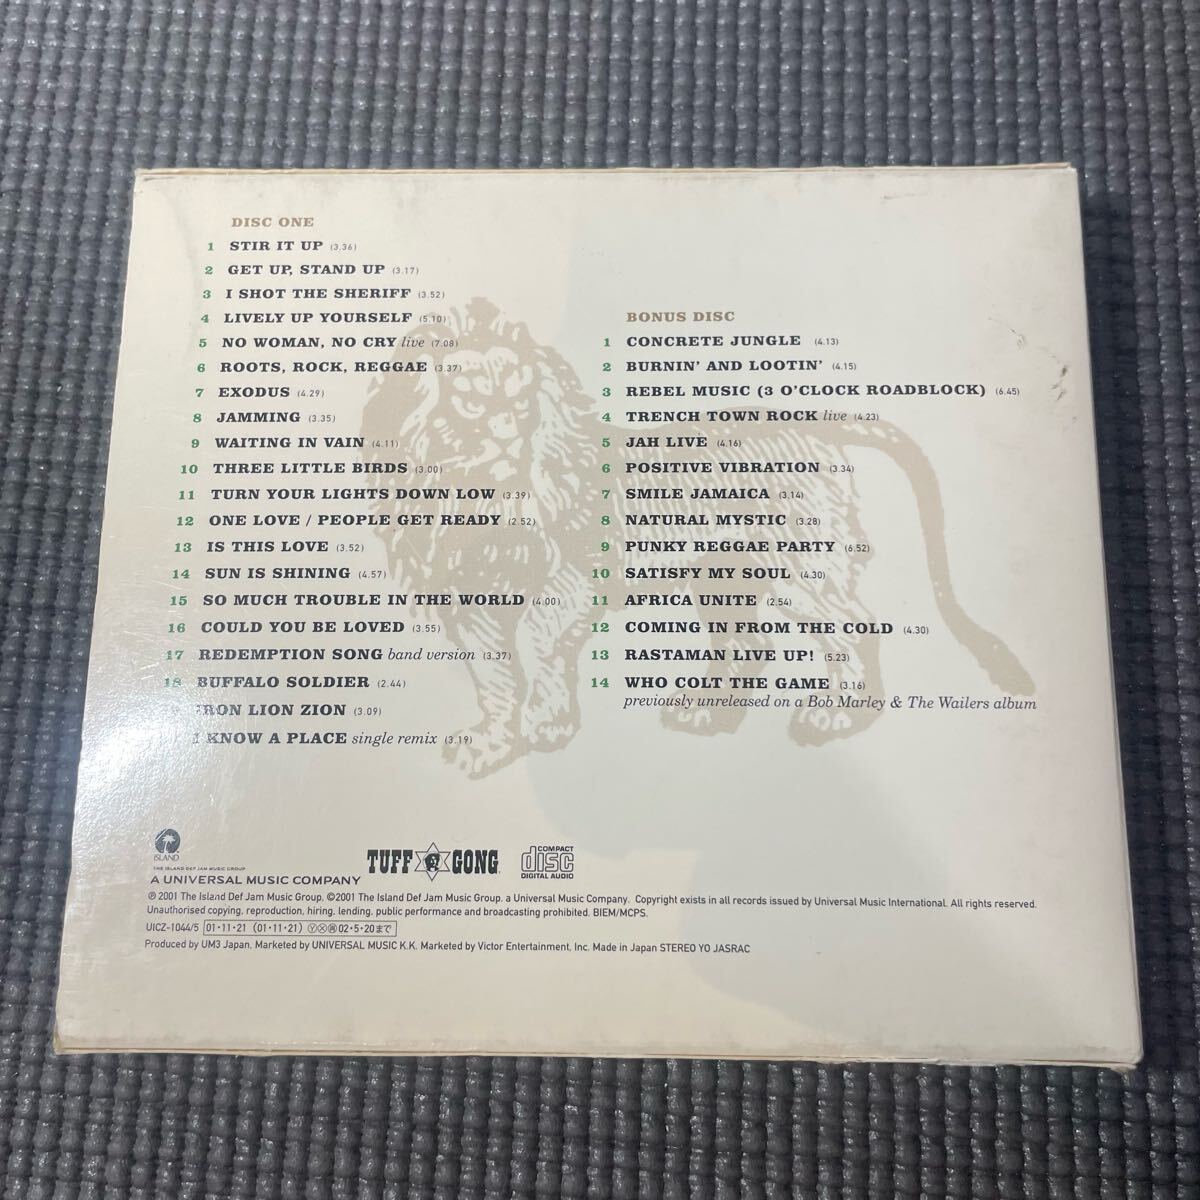 DISC ONE
1 STIR IT UP (3.36)
2 GET UP, STAND UP (3.17)
3 I SHOT THE SHERIFF (3.52)
4 LIVELY UP YOURSELF (5.10)
5 NO WOMAN, NO CRY live (7.08)
6 ROOTS, ROCK, REGGAE (3.37)
7 EXODUS (4.29)
8 JAMMING (3.35)
9 WAITING IN VAIN (4.11)
10 THREE LITTLE BIRDS (3.00)
11 TURN YOUR LIGHTS DOWN LOW (3.39)
12 ONE LOVE / PEOPLE GET READY (2.52)
13 IS THIS LOVE (3.52)
14 SUN IS SHINING (4.57)
15 SO MUCH TROUBLE IN THE WORLD (4.00)
16 COULD YOU BE LOVED (3.55)
17 REDEMPTION SONG band version (3.37)
18 BUFFALO SOLDIER (2.44)
IRON LION ZION (3.09)
I KNOW A PLACE single remix (3.19)
BONUS DISC
1 CONCRETE JUNGLE (4.13)
2 BURNIN' AND LOOTIN' (4.15)
3 REBEL MUSIC (3 O'CLOCK ROADBLOCK) (6.45)
4 TRENCH TOWN ROCK live (4.23)
5 JAH LIVE (4.16)
6 POSITIVE VIBRATION (3.34)
7 SMILE JAMAICA (3.14)
8 NATURAL MYSTIC (3.28)
9 PUNKY REGGAE PARTY (6.52)
10 SATISFY MY SOUL (4.30)
11 AFRICA UNITE (2.54)
12 COMING IN FROM THE COLD (4.30)
13 RASTAMAN LIVE UP! (5.23)
14 WHO COLT THE GAME (3.16)
previously unreleased on a Bob Marley & The Wailers album
ISLAND
THE ISLAND DEF JAM MUSIC GROUP
A UNIVERSAL MUSIC COMPANY
TUFF GONG
COMPACT
disc
DIGITAL AUDIO
℗ 2001 The Island Def Jam Music Group. ©2001 The Island Def Jam Music Group. a Universal Music Company. Copyright exists in all records issued by Universal Music International. All rights reserved.
Unauthorised copying, reproduction, hiring, lending, public performance and broadcasting prohibited. BIEM/MCPS.
UICZ-1044/5 01・11・21 (01・11・21) Ⓨ Ⓧ ㊞ 02・5・20まで
Produced by UM3 Japan, Marketed by UNIVERSAL MUSIC K.K. Marketed by Victor Entertainment, Inc. Made in Japan STEREO YO JASRAC